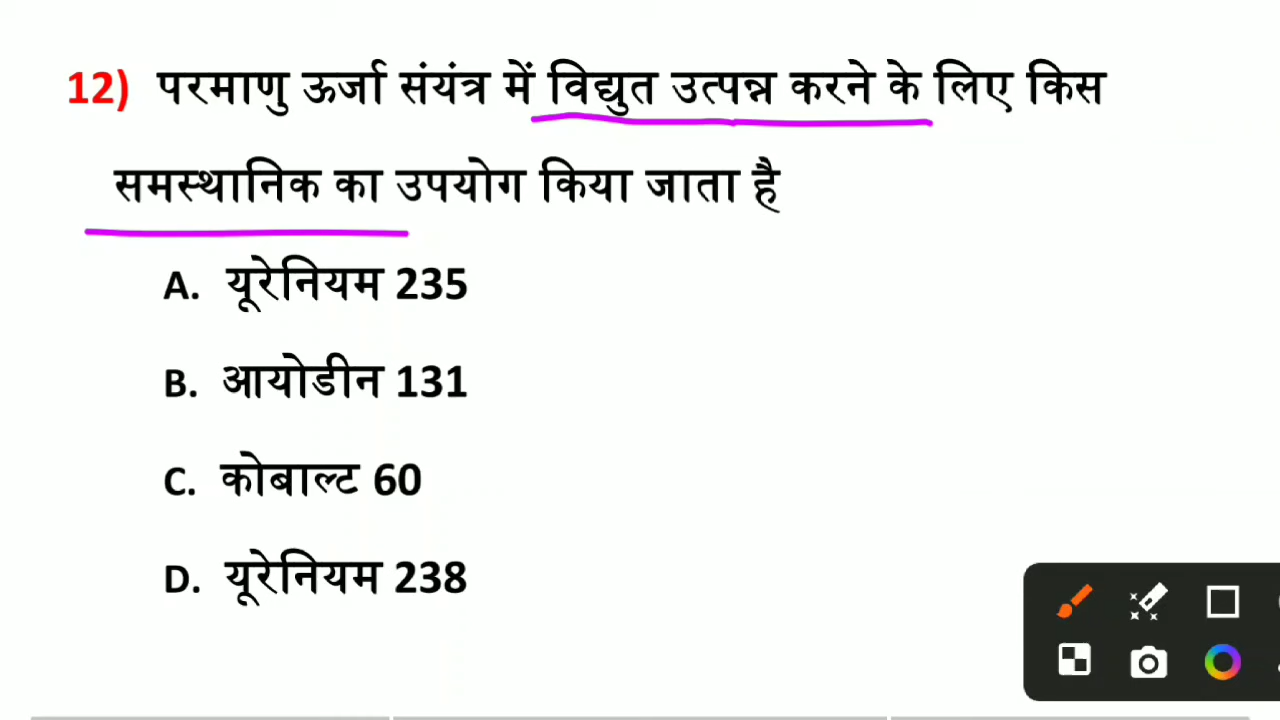 12) परमाणु ऊर्जा संयंत्र में विद्युत उत्पन्न करने के लिए किस
समस्थानिक का उपयोग किया जाता है
A. यूरेनियम 235
B. आयोडीन 131
C. कोबाल्ट 60
D. यूरेनियम 238